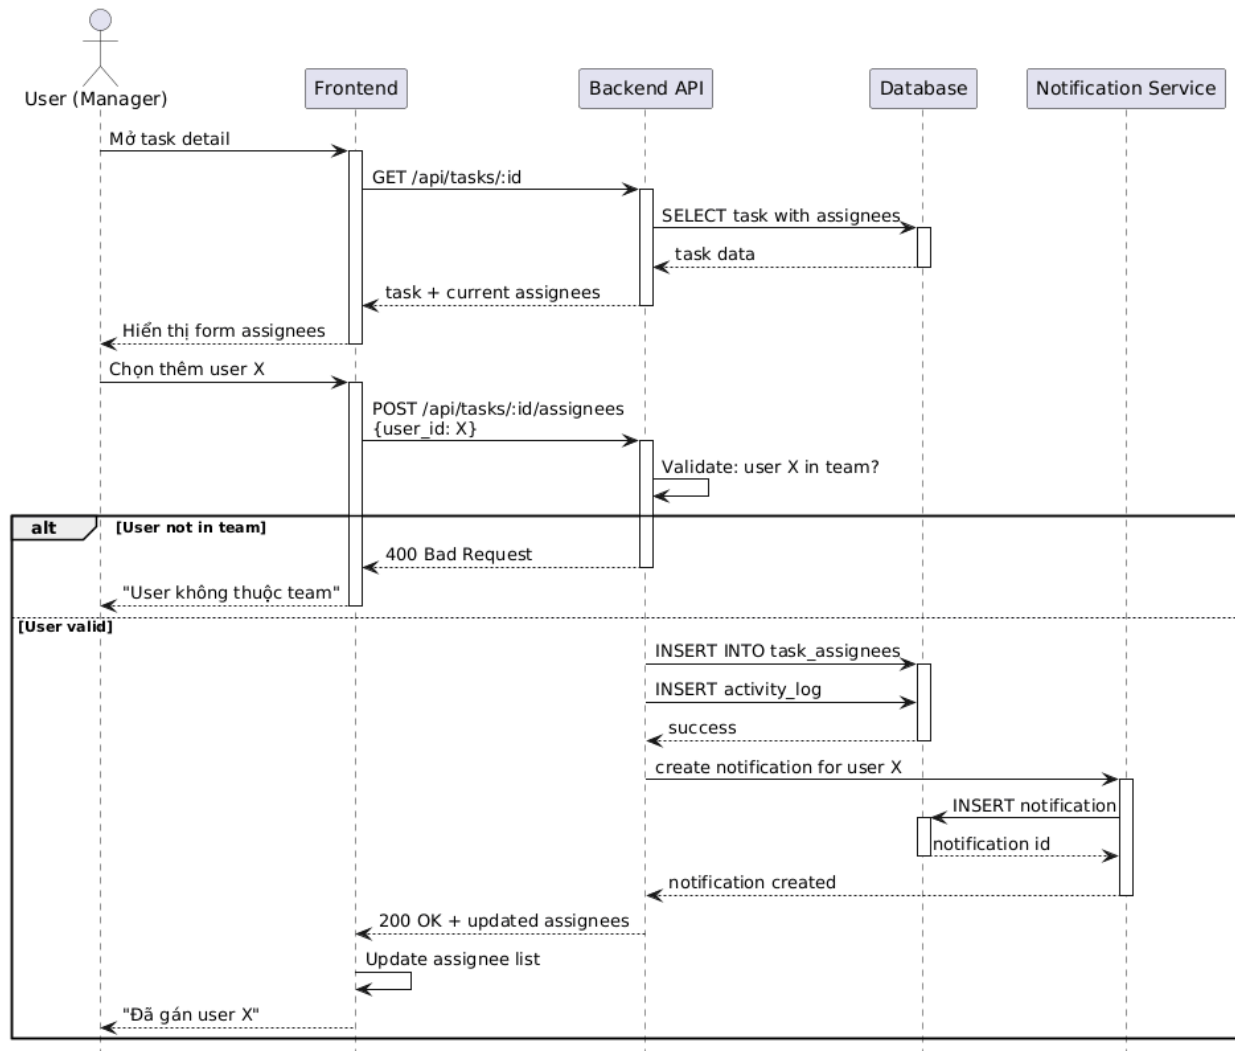 User (Manager)
Frontend
Backend API
Database
Notification Service
Mở task detail
GET /api/tasks/:id
SELECT task with assignees
task data
task + current assignees
Hiển thị form assignees
Chọn thêm user X
POST /api/tasks/:id/assignees
{user_id: X}
Validate: user X in team?
alt [User not in team]
400 Bad Request
"User không thuộc team"
[User valid]
INSERT INTO task_assignees
INSERT activity_log
success
create notification for user X
INSERT notification
notification id
notification created
200 OK + updated assignees
Update assignee list
"Đã gán user X"